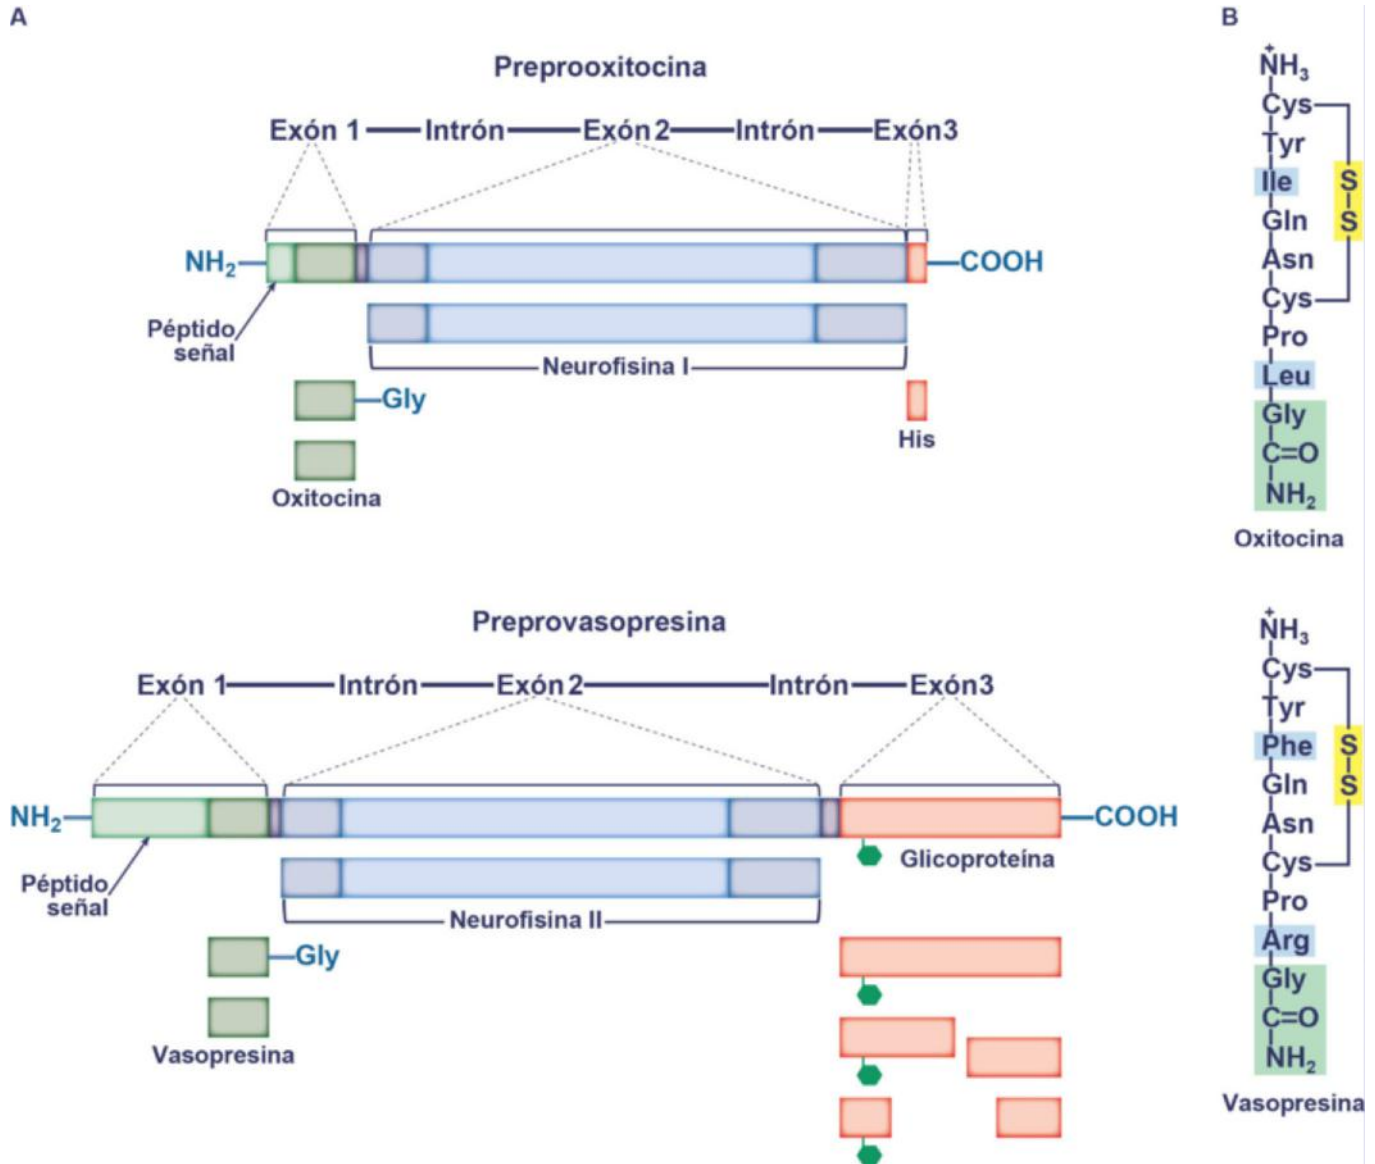 A
Preprooxitocina
Exón 1 Intrón Exón 2 Intrón Exón3
NH2 COOH
Péptido
señal
Neurofisina I
Gly
His
Oxitocina
Preprovasopresina
Exón 1 Intrón Exón 2 Intrón Exón3
NH2 COOH
Glicoproteína
Péptido
señal
Neurofisina II
Gly
Vasopresina
B
+
NH3
Cys
Tyr
Ile S
Gln S
Asn
Cys
Pro
Leu
Gly
C=O
NH2
Oxitocina
+
NH3
Cys
Tyr
Phe S
Gln S
Asn
Cys
Pro
Arg
Gly
C=O
NH2
Vasopresina